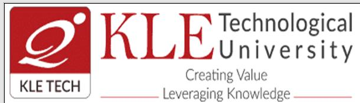 KLE TECH
KLE Technological
University
Creating Value
Leveraging Knowledge